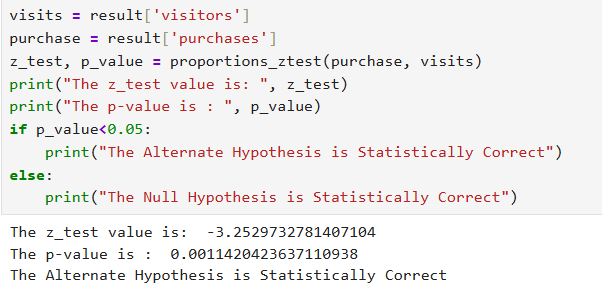 visits = result['visitors']
purchase = result['purchases']
z_test, p_value = proportions_ztest(purchase, visits)
print("The z_test value is: ", z_test)
print("The p-value is : ", p_value)
if p_value<0.05:
    print("The Alternate Hypothesis is Statistically Correct")
else:
    print("The Null Hypothesis is Statistically Correct")
The z_test value is:  -3.2529732781407104
The p-value is :  0.0011420423637110938
The Alternate Hypothesis is Statistically Correct